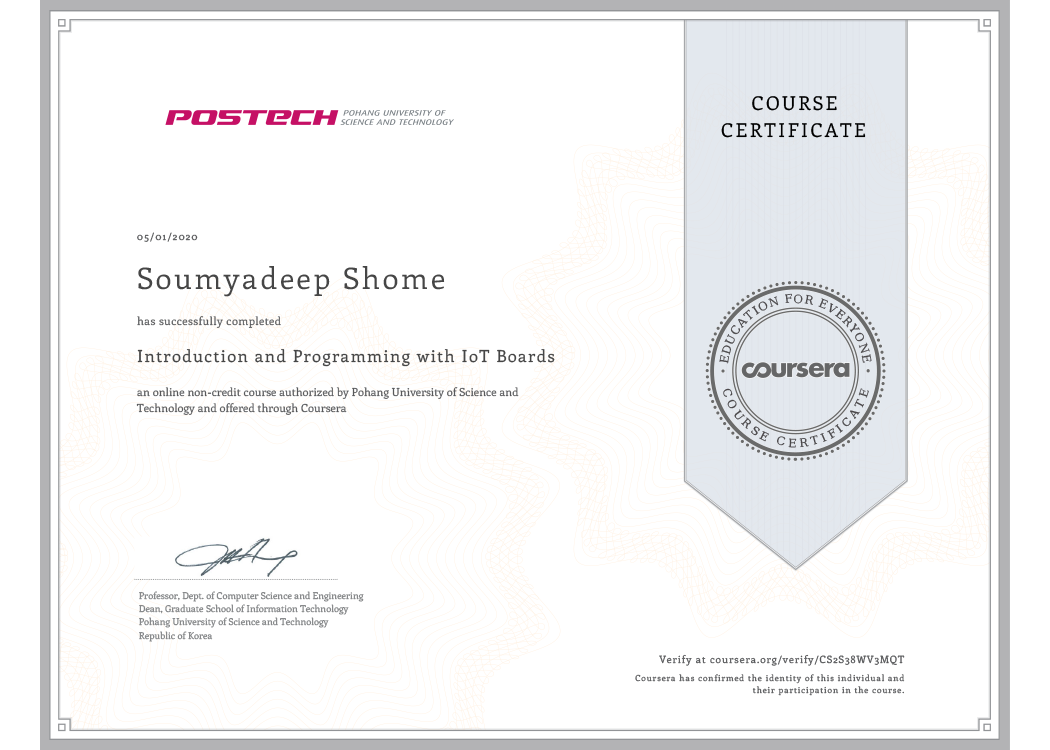 POSTECH POHANG UNIVERSITY OF
SCIENCE AND TECHNOLOGY
COURSE
CERTIFICATE
05/01/2020
Soumyadeep Shome
has successfully completed
Introduction and Programming with IoT Boards
an online non-credit course authorized by Pohang University of Science and
Technology and offered through Coursera
EDUCATION FOR EVERYONE
coursera
COURSE CERTIFICATE
Professor, Dept. of Computer Science and Engineering
Dean, Graduate School of Information Technology
Pohang University of Science and Technology
Republic of Korea
Verify at coursera.org/verify/CS2S38WV3MQT
Coursera has confirmed the identity of this individual and
their participation in the course.